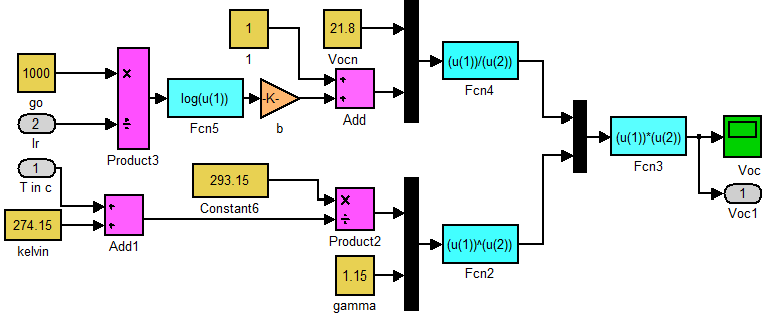 1
1
21.8
Vocn
1000
go
2
Ir
×
÷
Product3
log(u(1))
Fcn5
-K-
b
+
+
Add
(u(1))/(u(2))
Fcn4
1
T in c
274.15
kelvin
+
+
Add1
293.15
Constant6
×
÷
Product2
1.15
gamma
(u(1))^(u(2))
Fcn2
(u(1))*(u(2))
Fcn3
Voc
1
Voc1